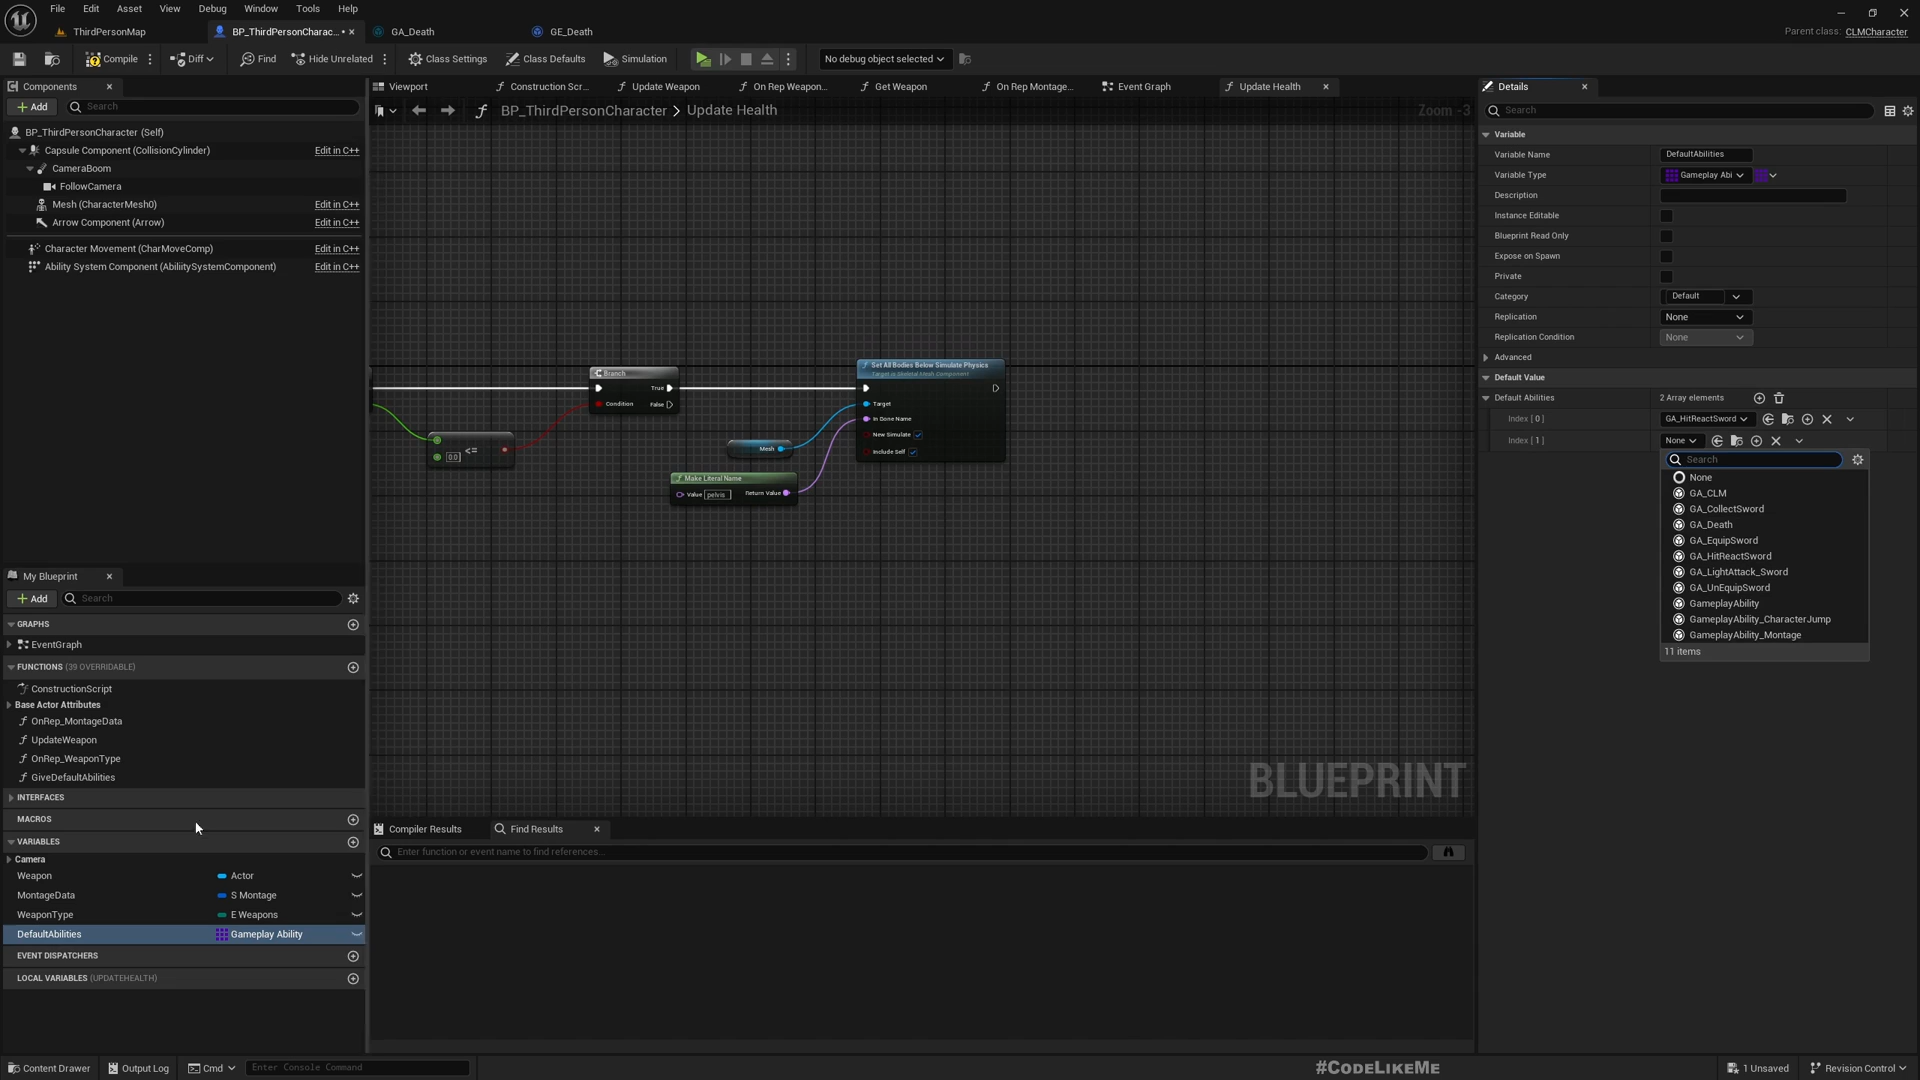 File Edit Asset View Debug Window Tools Help
ThirdPersonMap
BP_ThirdPersonCharac... •
GA_Death
GE_Death
Parent class: CLMCharacter
Compile
Diff
Find
Hide Unrelated
Class Settings
Class Defaults
Simulation
No debug object selected
Components
Add
Search
BP_ThirdPersonCharacter (Self)
Capsule Component (CollisionCylinder) Edit in C++
CameraBoom
FollowCamera
Mesh (CharacterMesh0) Edit in C++
Arrow Component (Arrow) Edit in C++
Character Movement (CharMoveComp) Edit in C++
Ability System Component (AbilitySystemComponent) Edit in C++
My Blueprint
Add
Search
GRAPHS
EventGraph
FUNCTIONS (39 OVERRIDABLE)
ConstructionScript
Base Actor Attributes
OnRep_MontageData
UpdateWeapon
OnRep_WeaponType
GiveDefaultAbilities
INTERFACES
MACROS
VARIABLES
Camera
Weapon Actor
MontageData S Montage
WeaponType E Weapons
DefaultAbilities Gameplay Ability
EVENT DISPATCHERS
LOCAL VARIABLES (UPDATEHEALTH)
Viewport
Construction Scr...
Update Weapon
On Rep Weapon...
Get Weapon
On Rep Montage...
Event Graph
Update Health
BP_ThirdPersonCharacter > Update Health
Zoom -3
Branch
True
Condition False
0.0 <=
Mesh
Make Literal Name
Value pelvis Return Value
Set All Bodies Below Simulate Physics
Target is Skeletal Mesh Component
Target
In Bone Name
New Simulate
Include Self
BLUEPRINT
Compiler Results
Find Results
Enter function or event name to find references...
Details
Search
Variable
Variable Name DefaultAbilities
Variable Type Gameplay Abi
Description
Instance Editable
Blueprint Read Only
Expose on Spawn
Private
Category Default
Replication None
Replication Condition None
Advanced
Default Value
Default Abilities 2 Array elements
Index [ 0 ] GA_HitReactSword
Index [ 1 ] None
Search
None
GA_CLM
GA_CollectSword
GA_Death
GA_EquipSword
GA_HitReactSword
GA_LightAttack_Sword
GA_UnEquipSword
GameplayAbility
GameplayAbility_CharacterJump
GameplayAbility_Montage
11 items
Content Drawer
Output Log
Cmd
Enter Console Command
#CODELIKEME
1 Unsaved
Revision Control